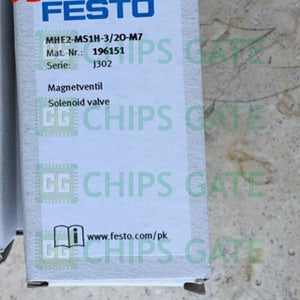 FESTO
MHE2-MS1H-3/2O-M7
Mat.-Nr.: 196151
Serie: J302
Magnetventil
Solenoid valve
CHIPS GATE
CHIPS GATE
CHIPS GATE
www.festo.com/pk
CHIPS GATE